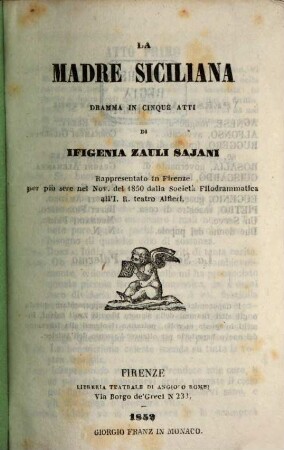 LA
MADRE SICILIANA
DRAMMA IN CINQUE ATTI
DI
IFIGENIA ZAULI SAJANI
Rappresentato in Firenze
per più sere nel Nov. del 1850 dalla Società Filodrammatica
all'I. R. teatro Alfieri.
FIRENZE
LIBRERIA TEATRALE DI ANGIOLO ROMEI
Via Borgo de'Greci N 231.
1852
GIORGIO FRANZ IN MONACO.